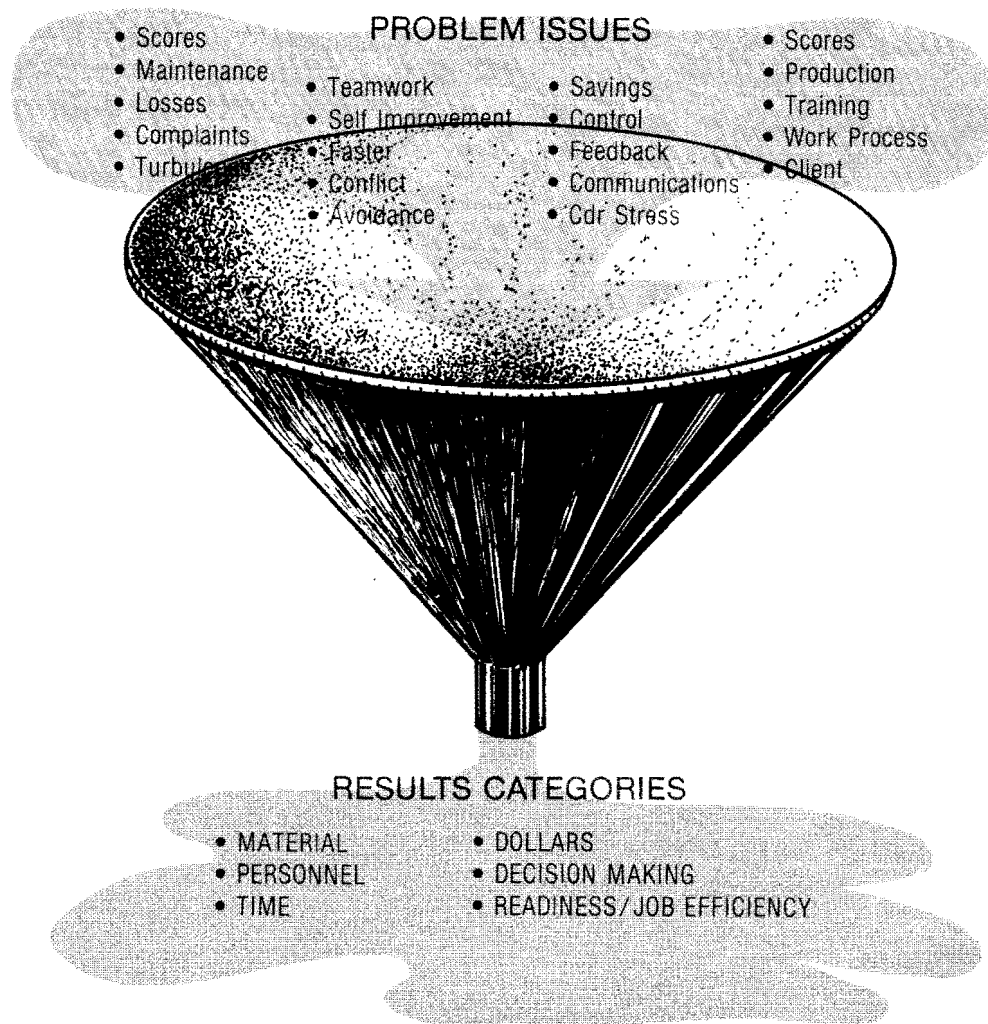 PROBLEM ISSUES
• Scores
• Maintenance
• Losses
• Complaints
• Turbulence
• Teamwork
• Self Improvement
• Faster
• Conflict
• Avoidance
• Savings
• Control
• Feedback
• Communications
• Cdr Stress
• Scores
• Production
• Training
• Work Process
• Client
RESULTS CATEGORIES
• MATERIAL
• PERSONNEL
• TIME
• DOLLARS
• DECISION MAKING
• READINESS/JOB EFFICIENCY